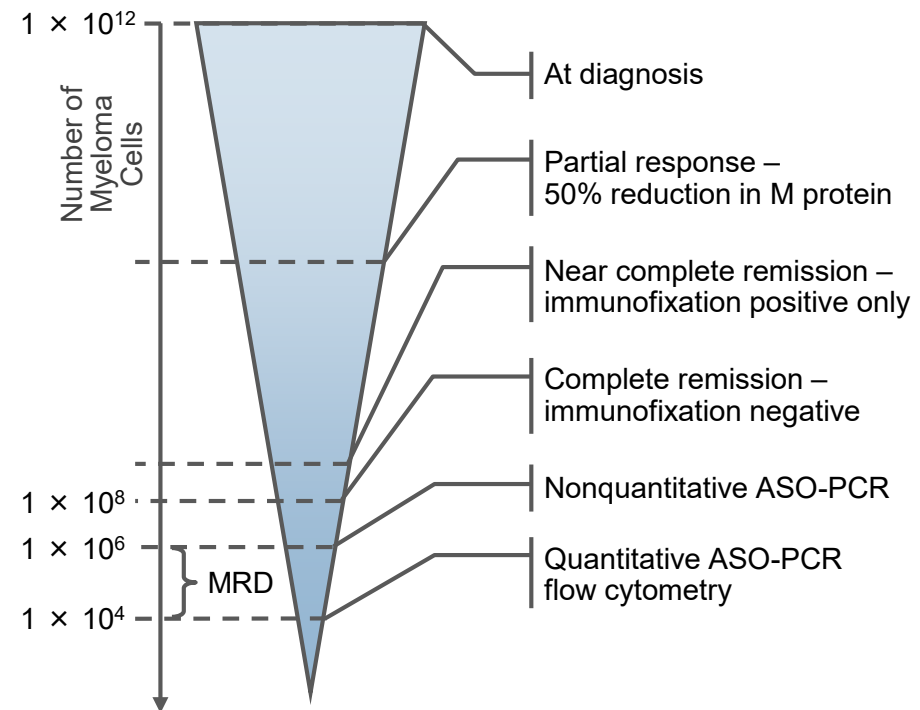 1 × 10¹²
Number of
Myeloma
Cells
At diagnosis
Partial response –
50% reduction in M protein
Near complete remission –
immunofixation positive only
Complete remission –
immunofixation negative
1 × 10⁸
Nonquantitative ASO-PCR
1 × 10⁶
MRD
Quantitative ASO-PCR
flow cytometry
1 × 10⁴